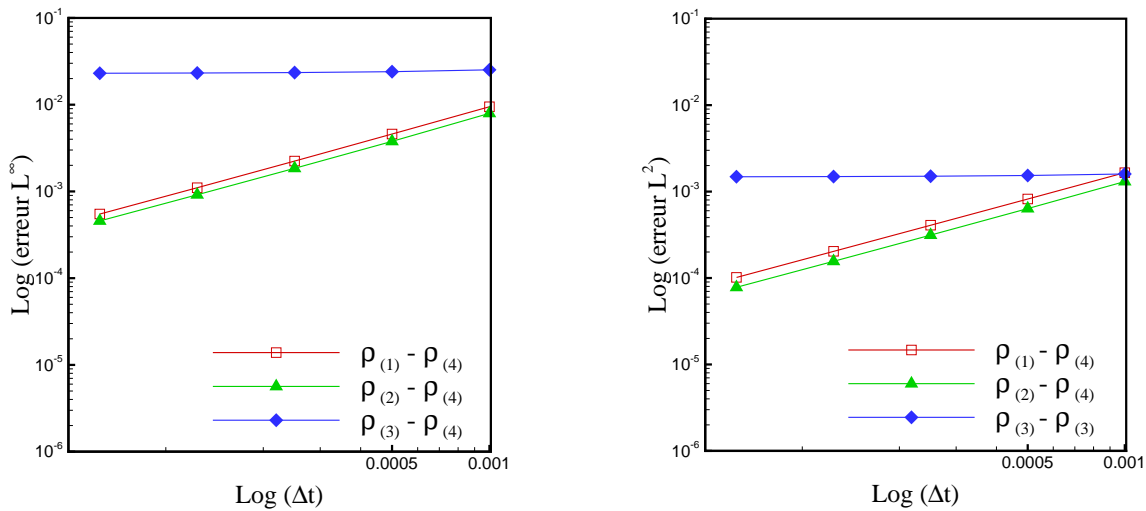 10⁻¹
10⁻²
10⁻³
10⁻⁴
10⁻⁵
10⁻⁶
Log (erreur L∞)
ρ (1) - ρ (4)
ρ (2) - ρ (4)
ρ (3) - ρ (4)
0.0005
0.001
Log (Δt)
10⁻¹
10⁻²
10⁻³
10⁻⁴
10⁻⁵
10⁻⁶
Log (erreur L²)
ρ (1) - ρ (4)
ρ (2) - ρ (4)
ρ (3) - ρ (3)
0.0005
0.001
Log (Δt)